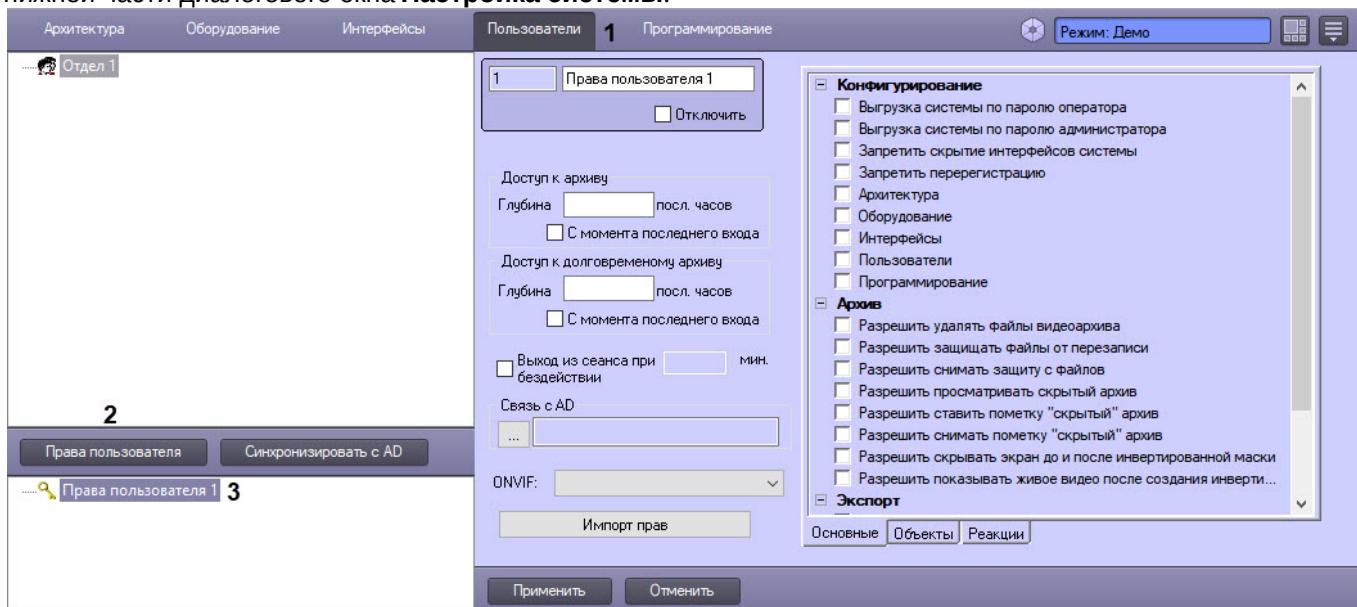 нижной части диалогового окна Настройка системы.
Архитектура Оборудование Интерфейсы Пользователи 1 Программирование Режим: Демо
Отдел 1
1 Права пользователя 1
Отключить
Доступ к архиву
Глубина посл. часов
С момента последнего входа
Доступ к долговременому архиву
Глубина посл. часов
С момента последнего входа
Выход из сеанса при мин.
бездействии
Связь с AD
...
ONVIF:
Импорт прав
Конфигурирование
Выгрузка системы по паролю оператора
Выгрузка системы по паролю администратора
Запретить скрытие интерфейсов системы
Запретить перерегистрацию
Архитектура
Оборудование
Интерфейсы
Пользователи
Программирование
Архив
Разрешить удалять файлы видеоархива
Разрешить защищать файлы от перезаписи
Разрешить снимать защиту с файлов
Разрешить просматривать скрытый архив
Разрешить ставить пометку "скрытый" архив
Разрешить снимать пометку "скрытый" архив
Разрешить скрывать экран до и после инвертированной маски
Разрешить показывать живое видео после создания инверти...
Экспорт
Основные Объекты Реакции
2
Права пользователя Синхронизировать с AD
Права пользователя 1 3
Применить Отменить